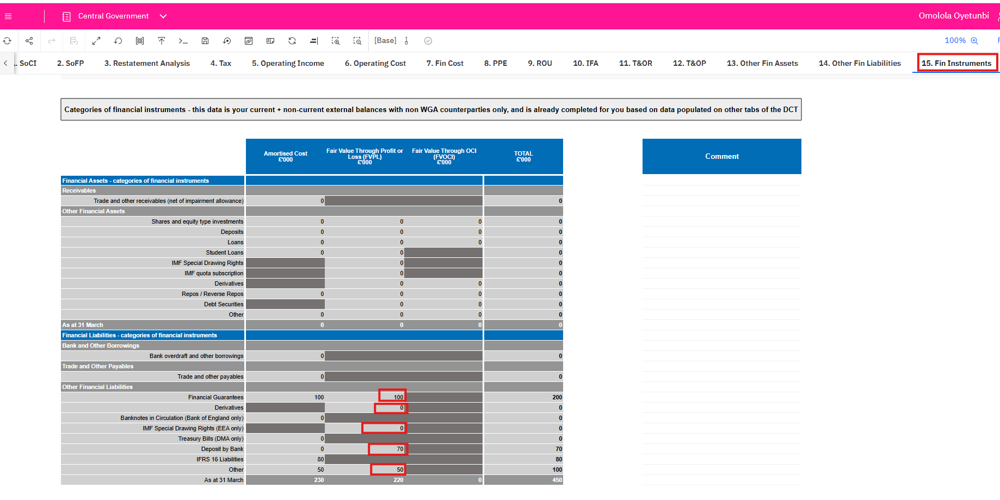 Central Government
Omolola Oyetunbi
[Base]
100%
. SoCI 2. SoFP 3. Restatement Analysis 4. Tax 5. Operating Income 6. Operating Cost 7. Fin Cost 8. PPE 9. ROU 10. IFA 11. T&OR 12. T&OP 13. Other Fin Assets 14. Other Fin Liabilities 15. Fin Instruments
Categories of financial instruments - this data is your current + non-current external balances with non WGA counterparties only, and is already completed for you based on data populated on other tabs of the DCT
Amortised Cost
£'000
Fair Value Through Profit or
Loss (FVPL)
£'000
Fair Value Through OCI
(FVOCI)
£'000
TOTAL
£'000
Comment
Financial Assets - categories of financial instruments
Receivables
Trade and other receivables (net of impairment allowance) 0 0
Other Financial Assets
Shares and equity type investments 0 0 0 0
Deposits 0 0 0 0
Loans 0 0 0 0
Student Loans 0 0 0
IMF Special Drawing Rights 0 0
IMF quota subscription 0 0
Derivatives 0 0 0
Repos / Reverse Repos 0 0 0 0
Debt Securities 0 0 0
Other 0 0 0 0
As at 31 March 0 0 0 0
Financial Liabilities - categories of financial instruments
Bank and Other Borrowings
Bank overdraft and other borrowings 0 0
Trade and Other Payables
Trade and other payables 0 0
Other Financial Liabilities
Financial Guarantees 100 100 200
Derivatives 0 0
Banknotes in Circulation (Bank of England only) 0 0
IMF Special Drawing Rights (EEA only) 0 0
Treasury Bills (DMA only) 0 0
Deposit by Bank 0 70 70
IFRS 16 Liabilities 80 80
Other 50 50 100
As at 31 March 230 220 0 450